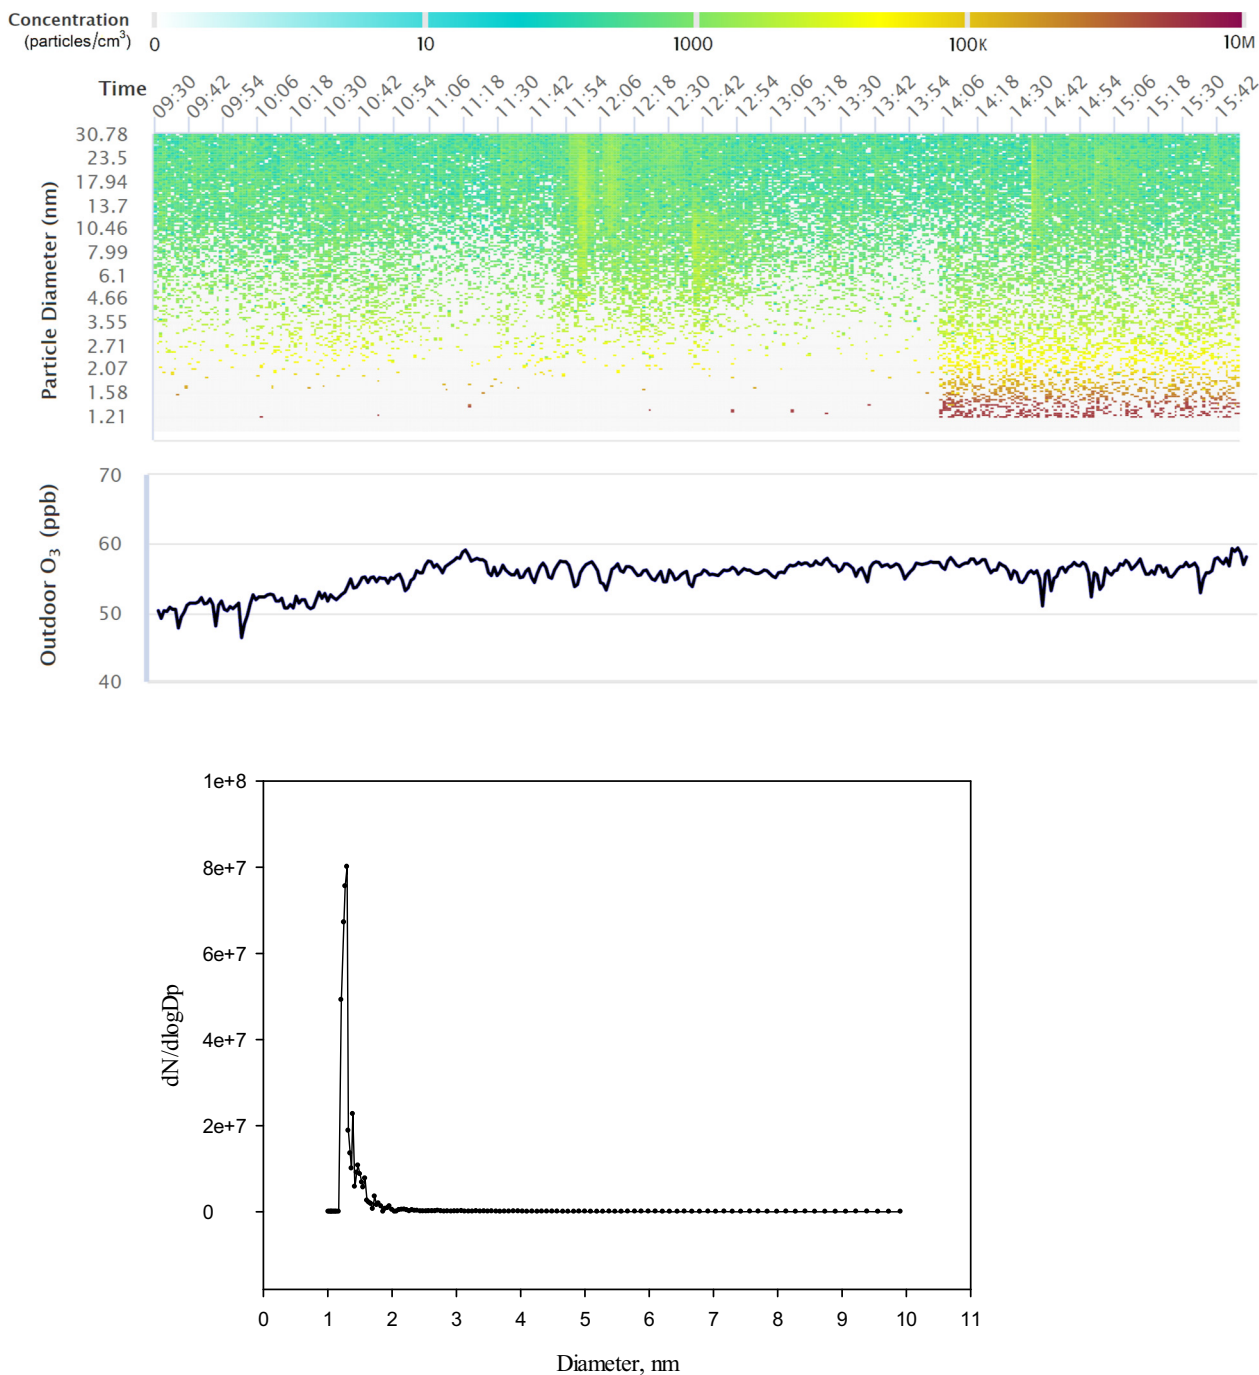 Concentration
(particles/cm³)
0 10 1000 100K 10M
Time
09:30 09:42 09:54 10:06 10:18 10:30 10:42 10:54 11:06 11:18 11:30 11:42 11:54 12:06 12:18 12:30 12:42 12:54 13:06 13:18 13:30 13:42 13:54 14:06 14:18 14:30 14:42 14:54 15:06 15:18 15:30 15:42
Particle Diameter (nm)
30.78
23.5
17.94
13.7
10.46
7.99
6.1
4.66
3.55
2.71
2.07
1.58
1.21
Outdoor O₃ (ppb)
70
60
50
40
dN/dlogDp
1e+8
8e+7
6e+7
4e+7
2e+7
0
0 1 2 3 4 5 6 7 8 9 10 11
Diameter, nm